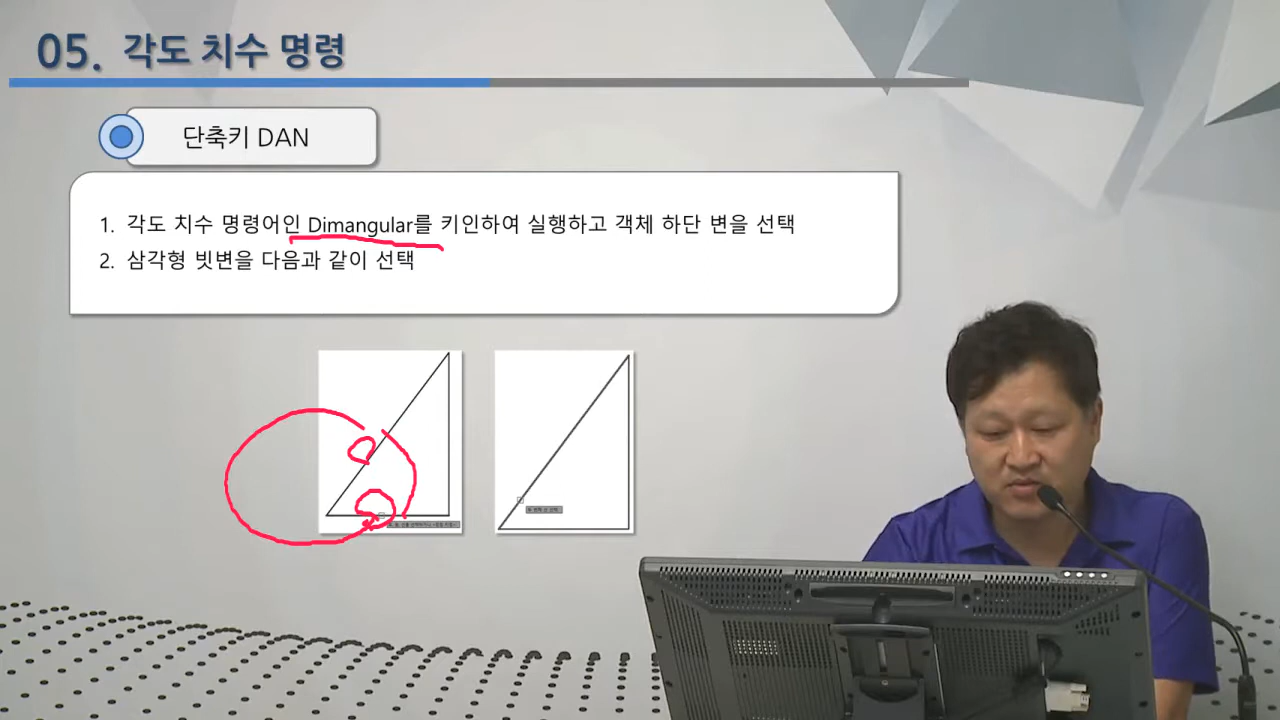 05. 각도 치수 명령
단축키 DAN
1. 각도 치수 명령어인 Dimangular를 키인하여 실행하고 객체 하단 변을 선택
2. 삼각형 빗변을 다음과 같이 선택